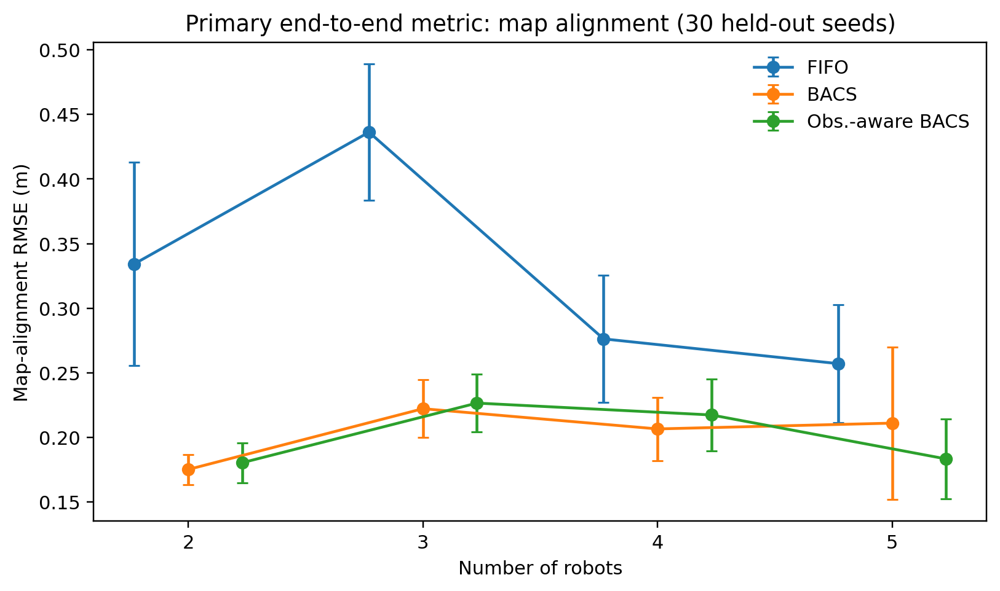 Primary end-to-end metric: map alignment (30 held-out seeds)
FIFO
BACS
Obs.-aware BACS
Map-alignment RMSE (m)
0.50
0.45
0.40
0.35
0.30
0.25
0.20
0.15
2 3 4 5
Number of robots